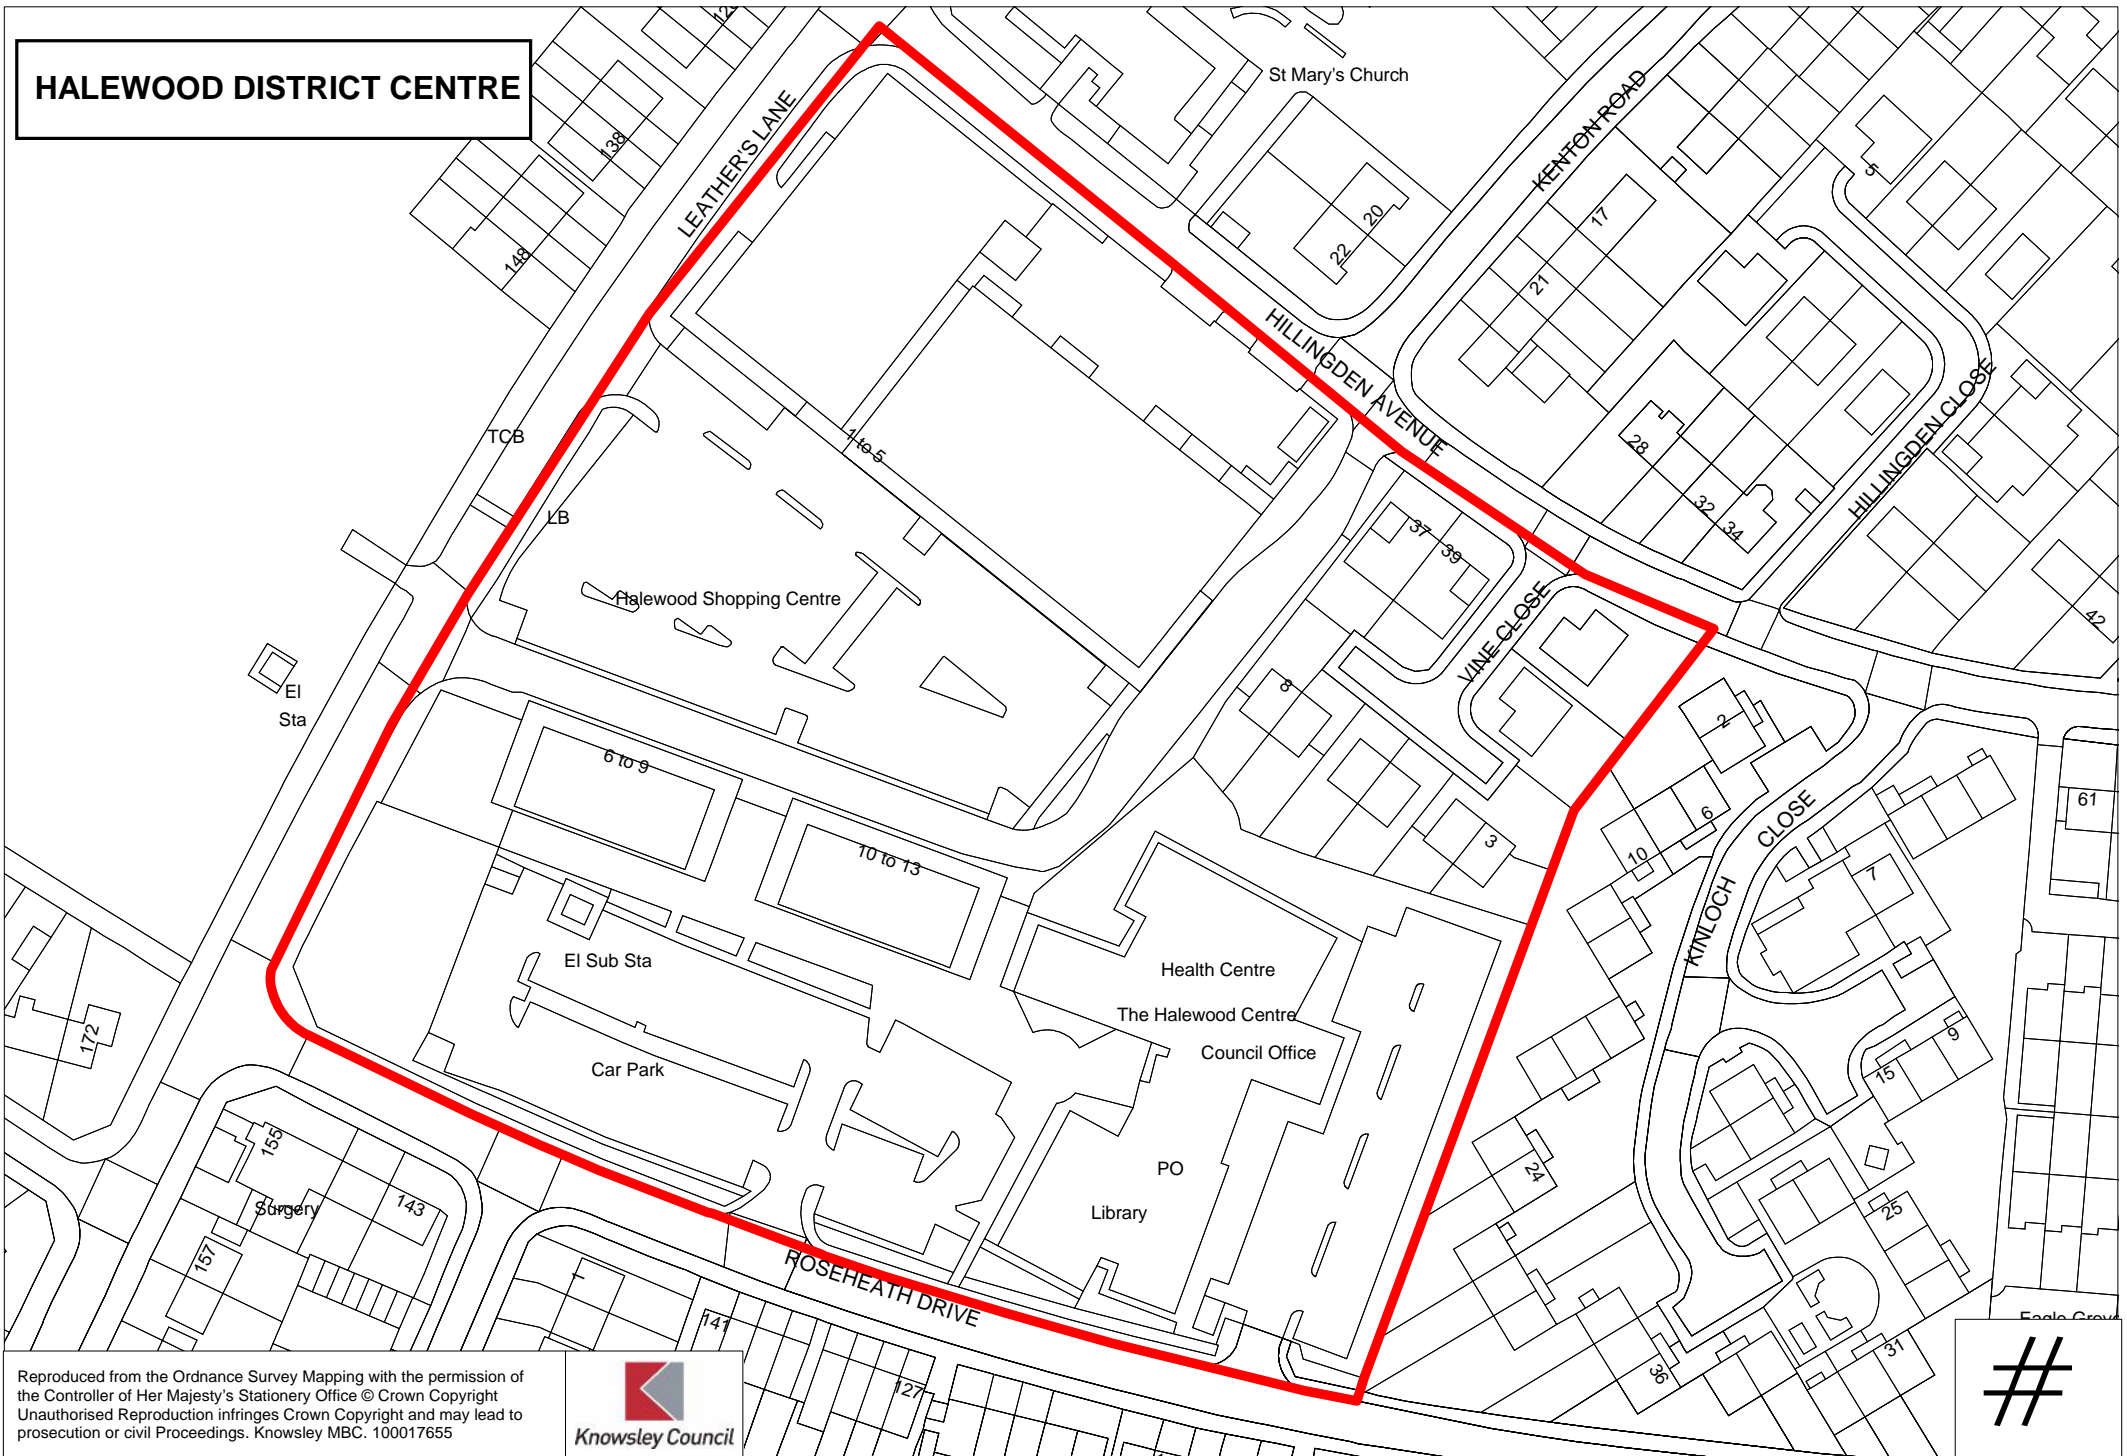 HALEWOOD DISTRICT CENTRE
138
148
LEATHER'S LANE
St Mary's Church
KENTON ROAD
5
20
22
17
21
HILLINGDEN AVENUE
HILLINGDEN CLOSE
28
32
34
42
TCB
LB
1 to 5
37
39
VINE CLOSE
Halewood Shopping Centre
El
Sta
8
2
6
10
3
6 to 9
10 to 13
61
CLOSE
KINLOCH
7
El Sub Sta
Health Centre
The Halewood Centre
Council Office
Car Park
172
9
15
155
Surgery
143
157
PO
Library
24
25
1
ROSEHEATH DRIVE
141
127
36
31
#
Reproduced from the Ordnance Survey Mapping with the permission of
the Controller of Her Majesty's Stationery Office © Crown Copyright
Unauthorised Reproduction infringes Crown Copyright and may lead to
prosecution or civil Proceedings. Knowsley MBC. 100017655
Knowsley Council